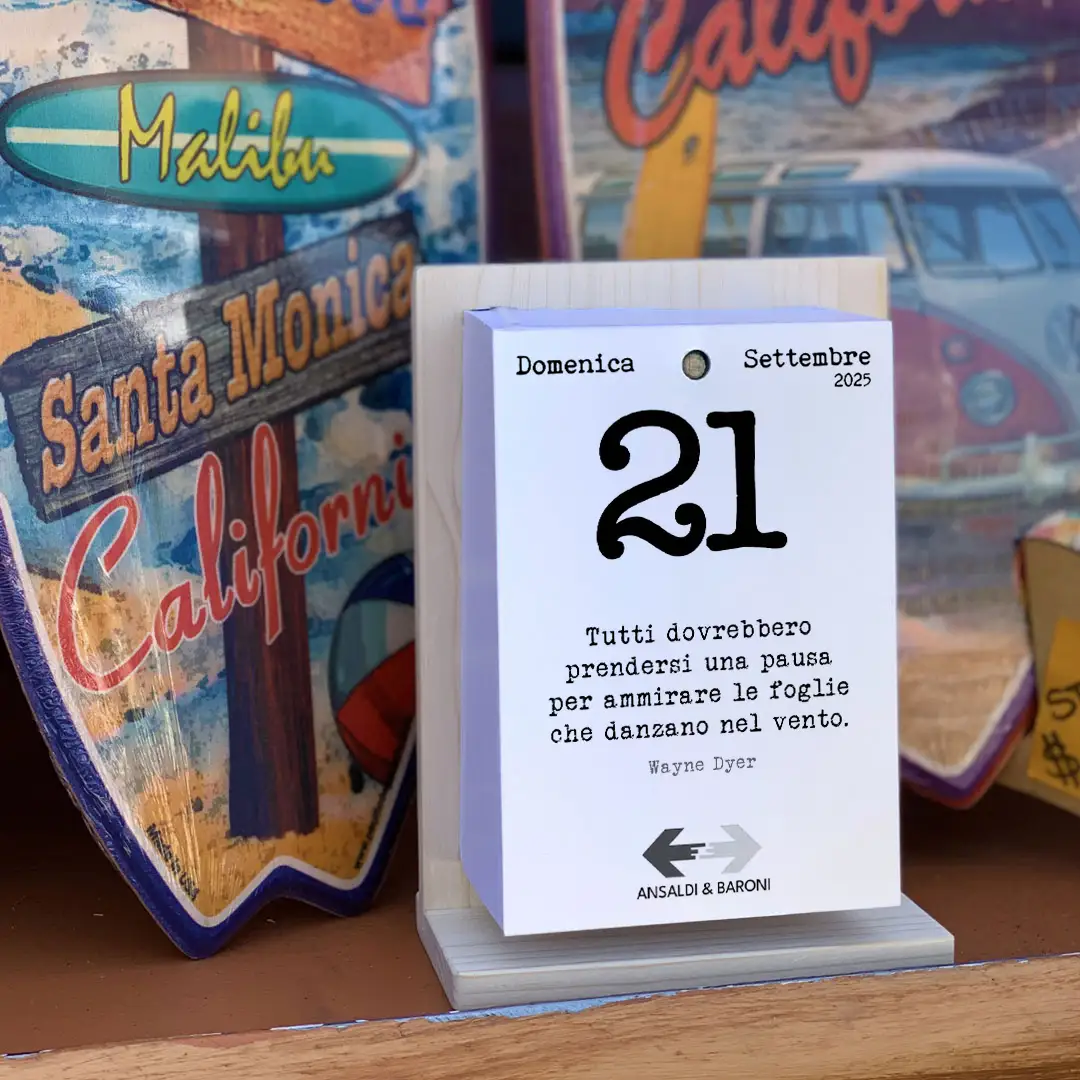 Malibu
Santa Monica
California
Californi
Domenica
Settembre
2025
21
Tutti dovrebbero
prendersi una pausa
per ammirare le foglie
che danzano nel vento.
Wayne Dyer
ANSALDI & BARONI